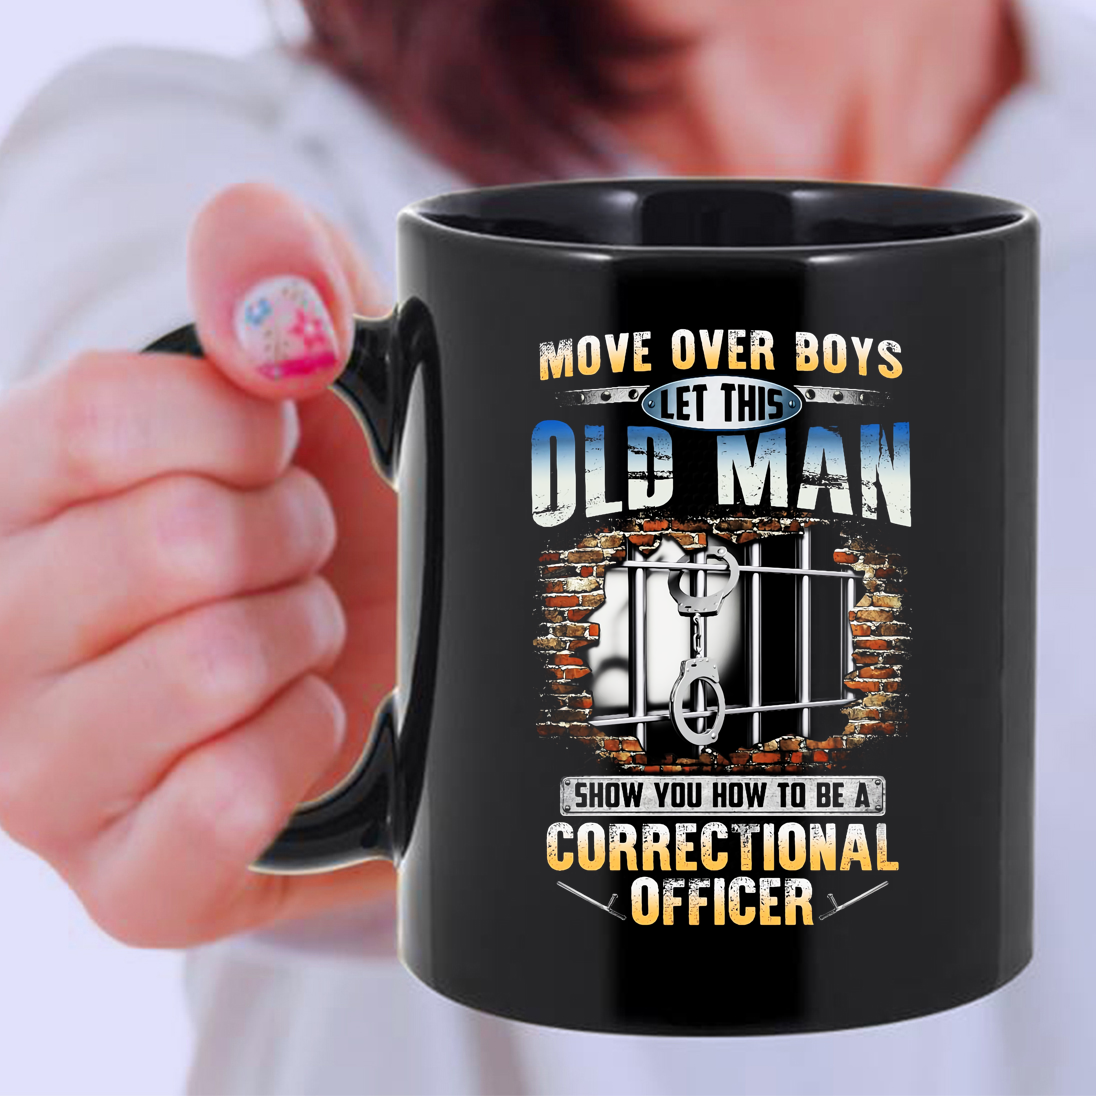 MOVE OVER BOYS
LET THIS
OLD MAN
SHOW YOU HOW TO BE A
CORRECTIONAL
OFFICER